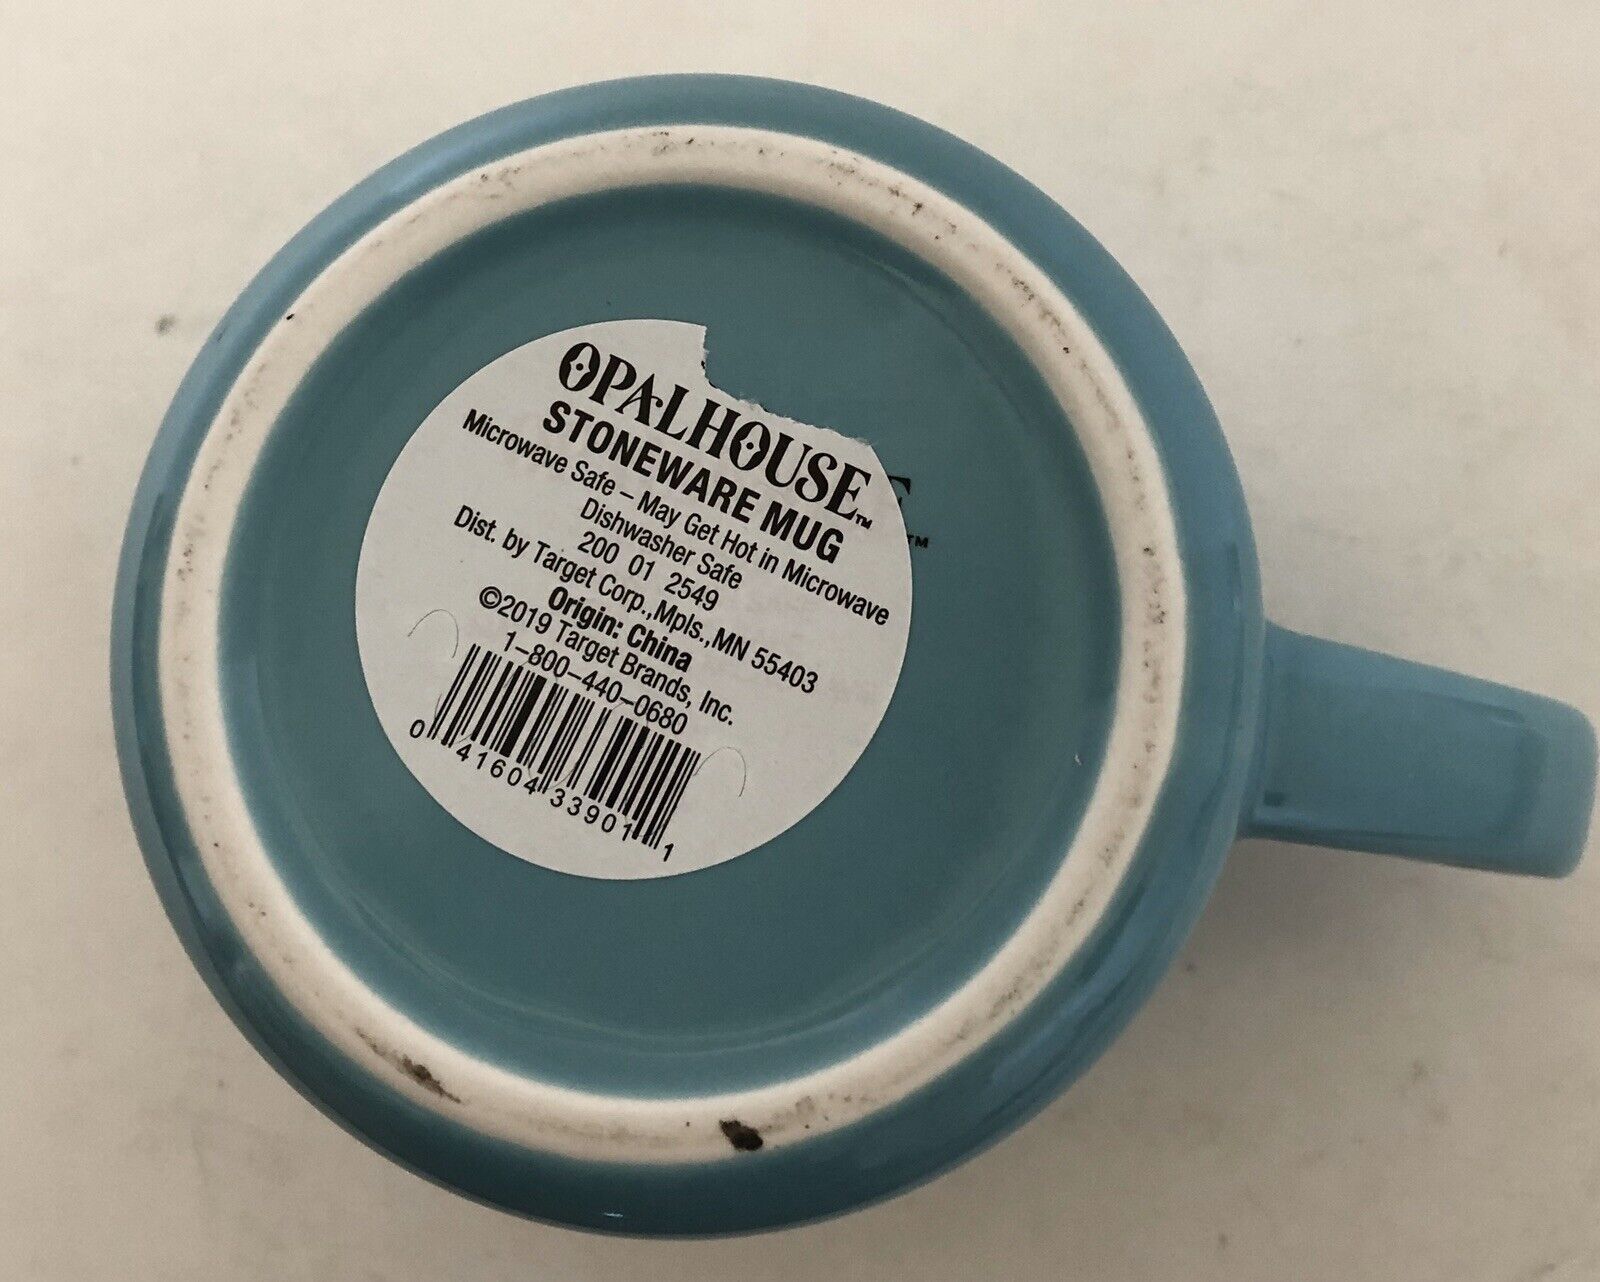 OPALHOUSE™
STONEWARE MUG
Microwave Safe – May Get Hot in Microwave
Dishwasher Safe
200 01 2549
Dist. by Target Corp.,Mpls.,MN 55403
Origin: China
©2019 Target Brands, Inc.
1-800-440-0680
0 41604 33901 1
E
™